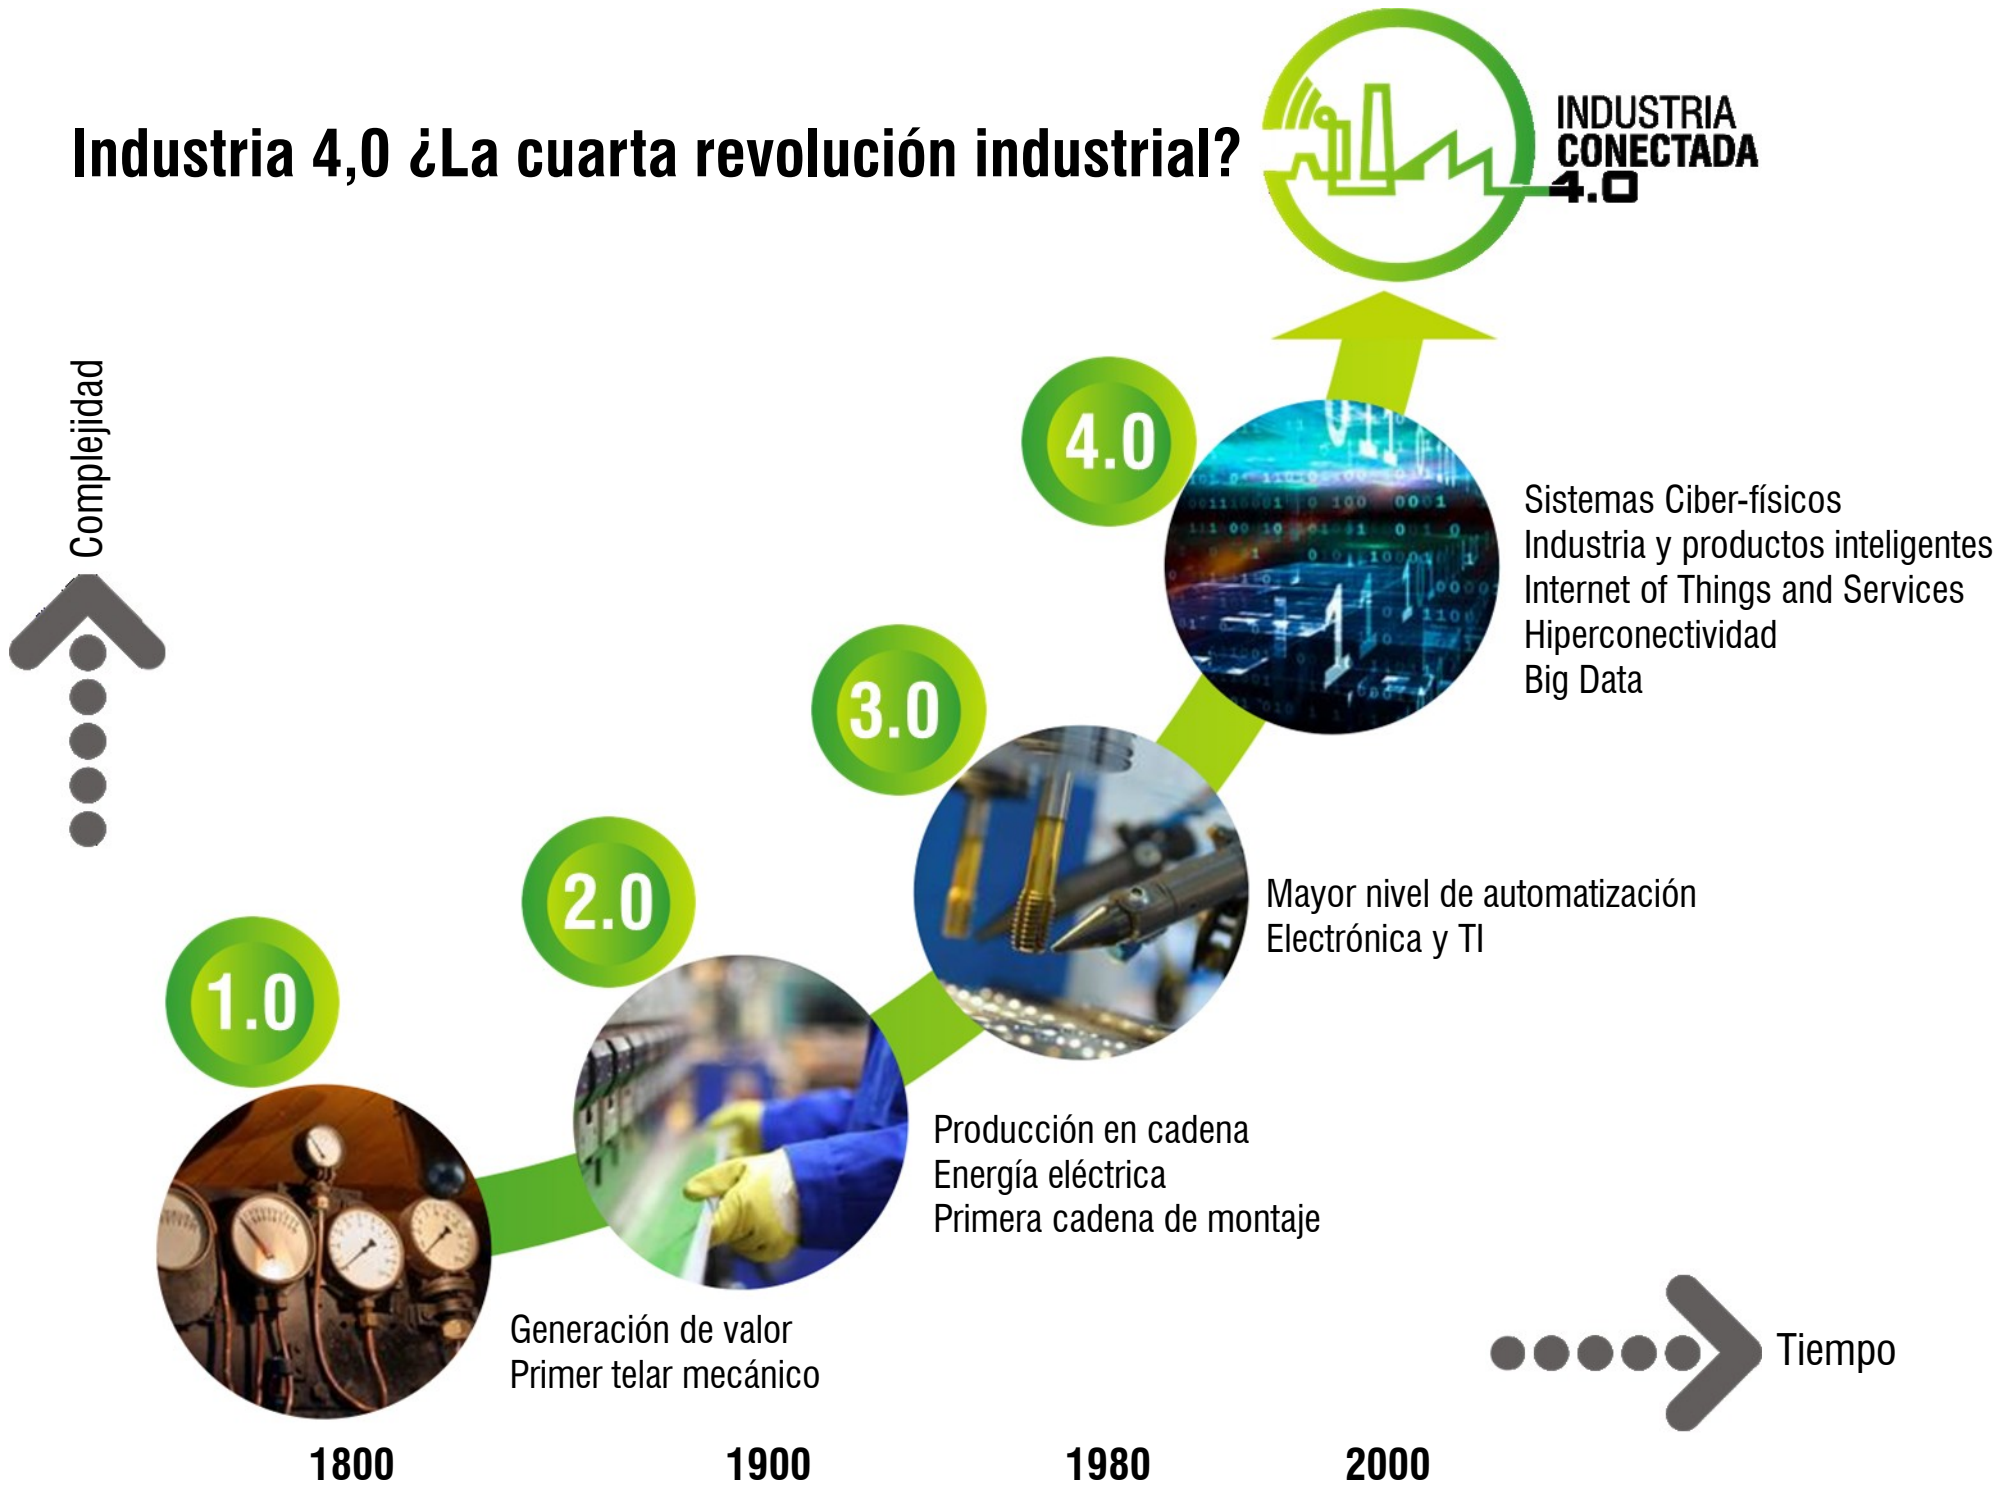 Industria 4,0 ¿La cuarta revolución industrial?
INDUSTRIA
CONECTADA
4.0
Complejidad
4.0
Sistemas Ciber-físicos
Industria y productos inteligentes
Internet of Things and Services
Hiperconectividad
Big Data
3.0
Mayor nivel de automatización
Electrónica y TI
2.0
Producción en cadena
Energía eléctrica
Primera cadena de montaje
1.0
Generación de valor
Primer telar mecánico
Tiempo
1800
1900
1980
2000